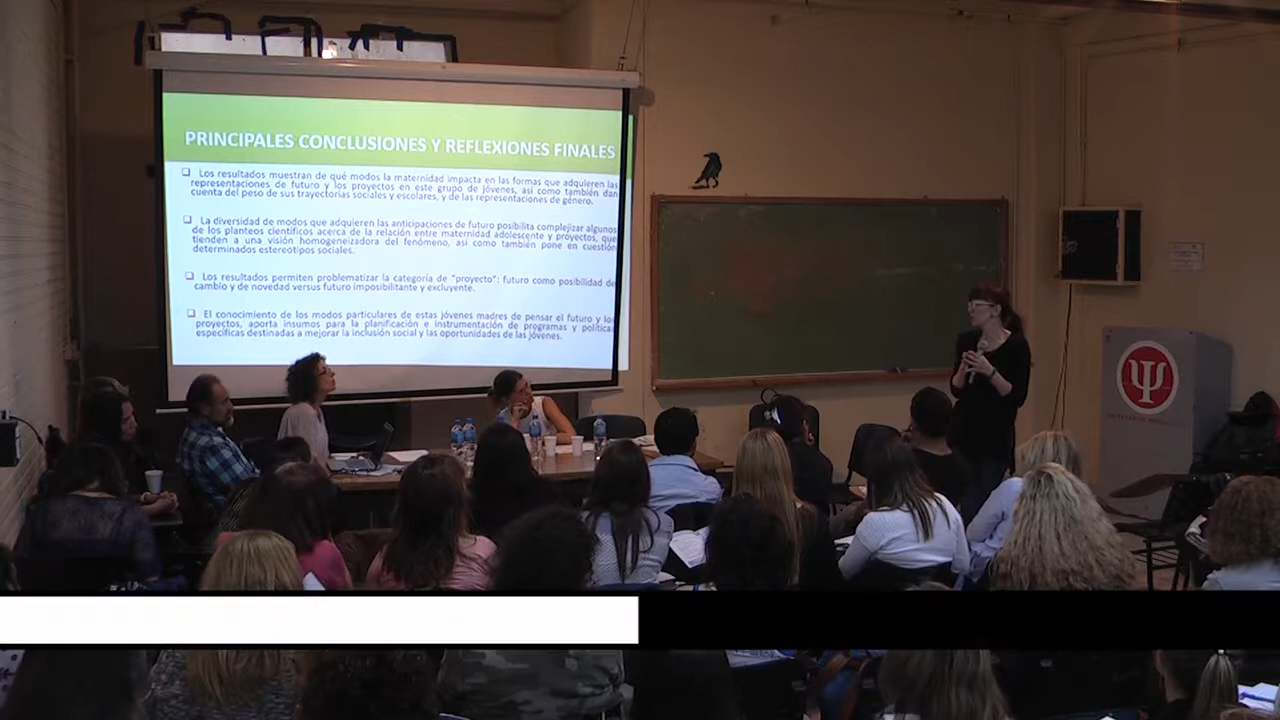 PRINCIPALES CONCLUSIONES Y REFLEXIONES FINALES
❑ Los resultados muestran de qué modos la maternidad impacta en las formas que adquieren las
representaciones de futuro y los proyectos en este grupo de jóvenes, así como también dan
cuenta del peso de sus trayectorias sociales y escolares, y de las representaciones de género.
❑ La diversidad de modos que adquieren las anticipaciones de futuro posibilita complejizar algunos
de los planteos científicos acerca de la relación entre maternidad adolescente y proyectos, que
tienden a una visión homogeneizadora del fenómeno, así como también pone en cuestión
determinados estereotipos sociales.
❑ Los resultados permiten problematizar la categoría de "proyecto": futuro como posibilidad de
cambio y de novedad versus futuro imposibilitante y excluyente.
❑ El conocimiento de los modos particulares de estas jóvenes madres de pensar el futuro y los
proyectos, aporta insumos para la planificación e instrumentación de programas y políticas
específicas destinadas a mejorar la inclusión social y las oportunidades de las jóvenes.
Ψ